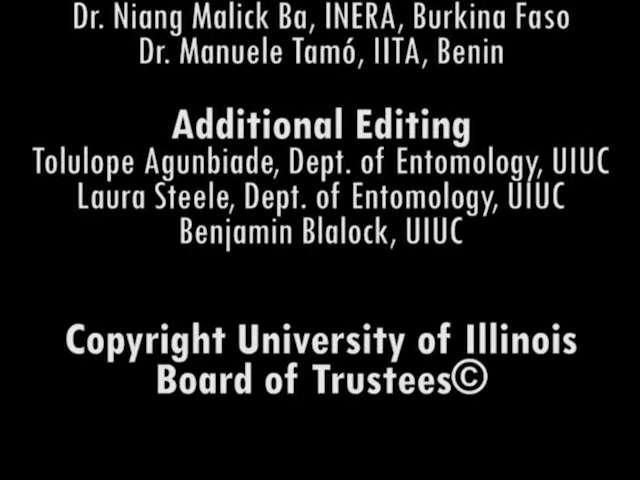 Dr. Niang Malick Ba, INERA, Burkina Faso
Dr. Manuele Tamó, IITA, Benin
Additional Editing
Tolulope Agunbiade, Dept. of Entomology, UIUC
Laura Steele, Dept. of Entomology, UIUC
Benjamin Blalock, UIUC
Copyright University of Illinois
Board of Trustees©